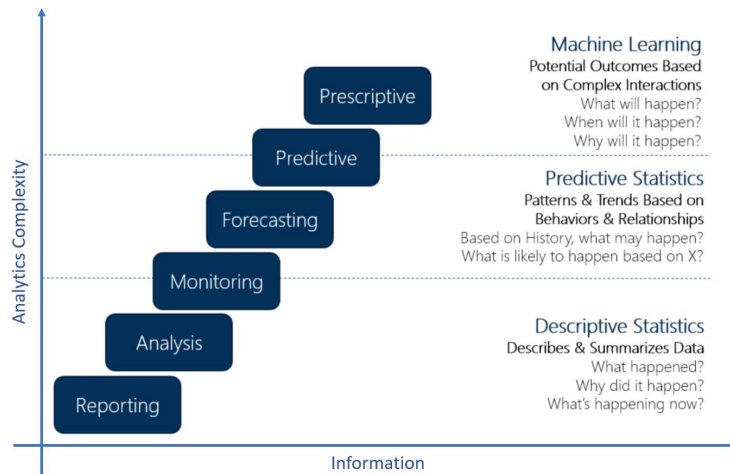 Machine Learning
Potential Outcomes Based
on Complex Interactions
What will happen?
When will it happen?
Why will it happen?
Prescriptive
Predictive
Predictive Statistics
Patterns & Trends Based on
Behaviors & Relationships
Based on History, what may happen?
What is likely to happen based on X?
Forecasting
Monitoring
Descriptive Statistics
Describes & Summarizes Data
What happened?
Why did it happen?
What's happening now?
Analysis
Reporting
Analytics Complexity
Information